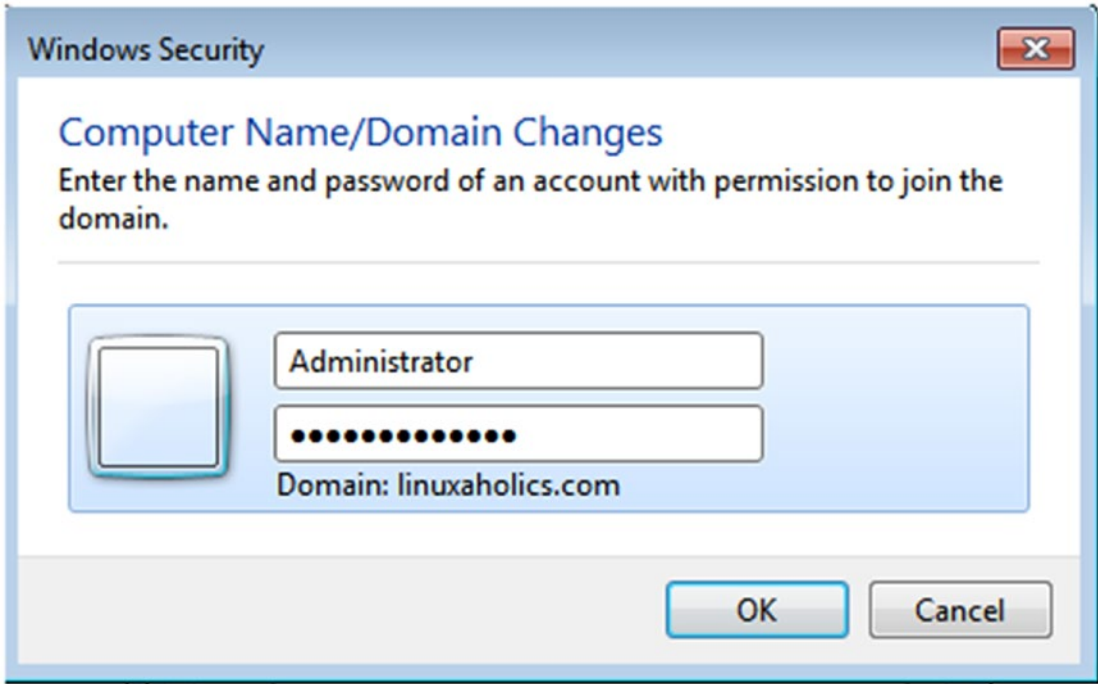 Windows Security
Computer Name/Domain Changes
Enter the name and password of an account with permission to join the
domain.
Administrator
●●●●●●●●●●●●●
Domain: linuxaholics.com
OK
Cancel